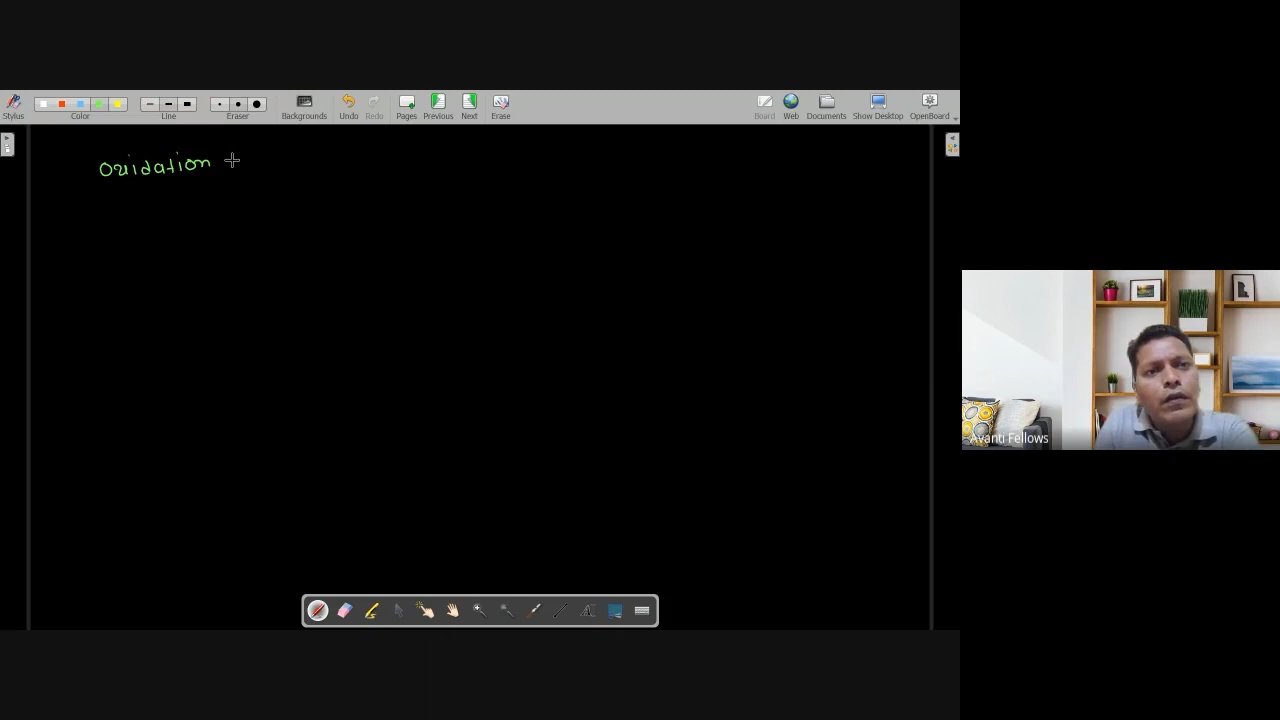 Stylus Color Line Eraser Backgrounds Undo Redo Pages Previous Next Erase Board Web Documents Show Desktop OpenBoard
Oxidation
Avanti Fellows